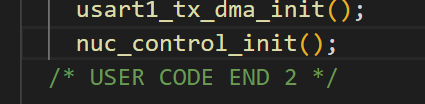 usart1_tx_dma_init();
nuc_control_init();
/* USER CODE END 2 */